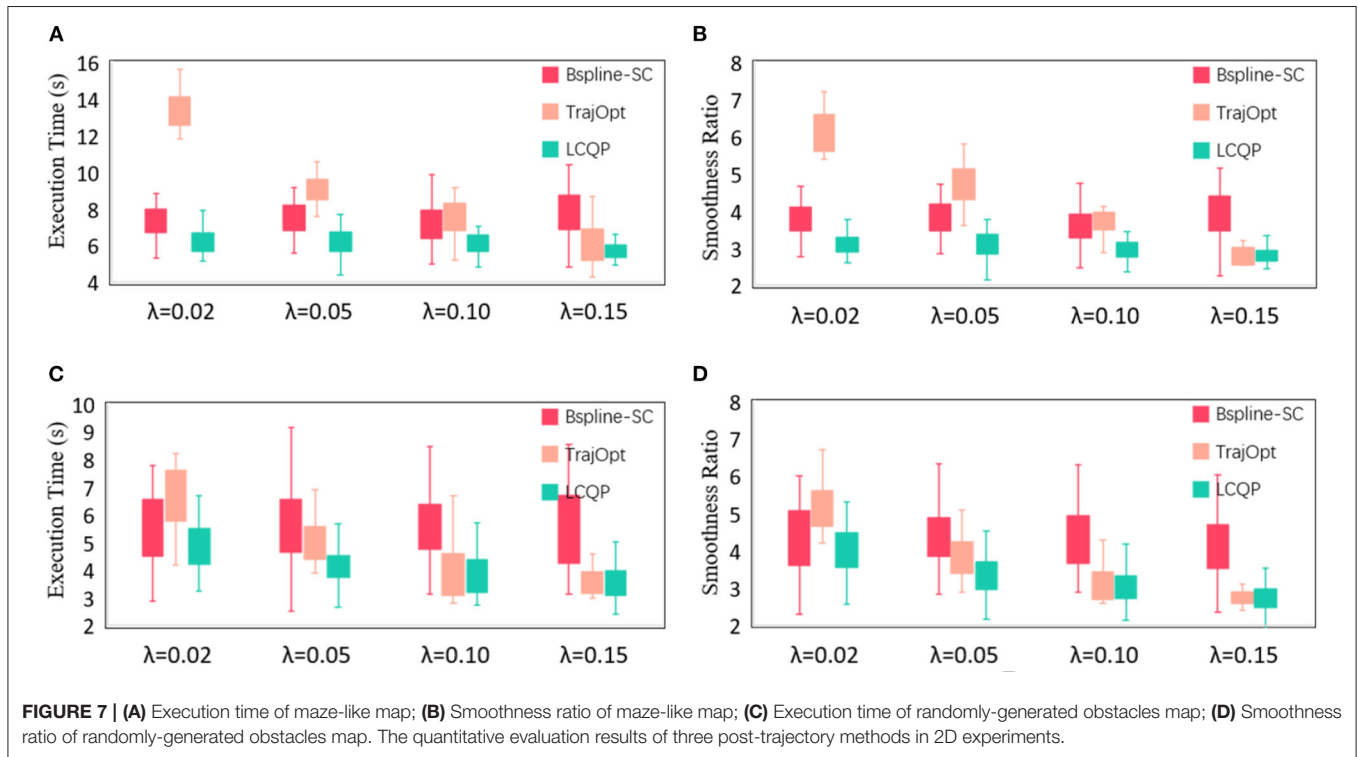 A
Execution Time (s)
16
14
12
10
8
6
4
Bspline-SC
TrajOpt
LCQP
λ=0.02 λ=0.05 λ=0.10 λ=0.15
B
Smoothness Ratio
8
7
6
5
4
3
2
Bspline-SC
TrajOpt
LCQP
λ=0.02 λ=0.05 λ=0.10 λ=0.15
C
Execution Time (s)
10
9
8
7
6
5
4
3
2
Bspline-SC
TrajOpt
LCQP
λ=0.02 λ=0.05 λ=0.10 λ=0.15
D
Smoothness Ratio
8
7
6
5
4
3
2
Bspline-SC
TrajOpt
LCQP
λ=0.02 λ=0.05 λ=0.10 λ=0.15
FIGURE 7 | (A) Execution time of maze-like map; (B) Smoothness ratio of maze-like map; (C) Execution time of randomly-generated obstacles map; (D) Smoothness
ratio of randomly-generated obstacles map. The quantitative evaluation results of three post-trajectory methods in 2D experiments.